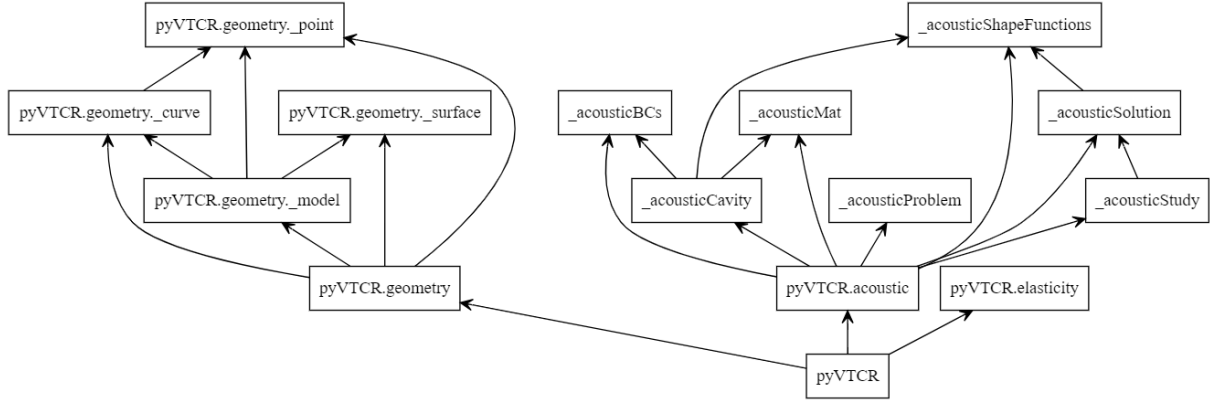 pyVTCR.geometry._point
_acousticShapeFunctions
pyVTCR.geometry._curve
pyVTCR.geometry._surface
_acousticBCs
_acousticMat
_acousticSolution
pyVTCR.geometry._model
_acousticCavity
_acousticProblem
_acousticStudy
pyVTCR.geometry
pyVTCR.acoustic
pyVTCR.elasticity
pyVTCR